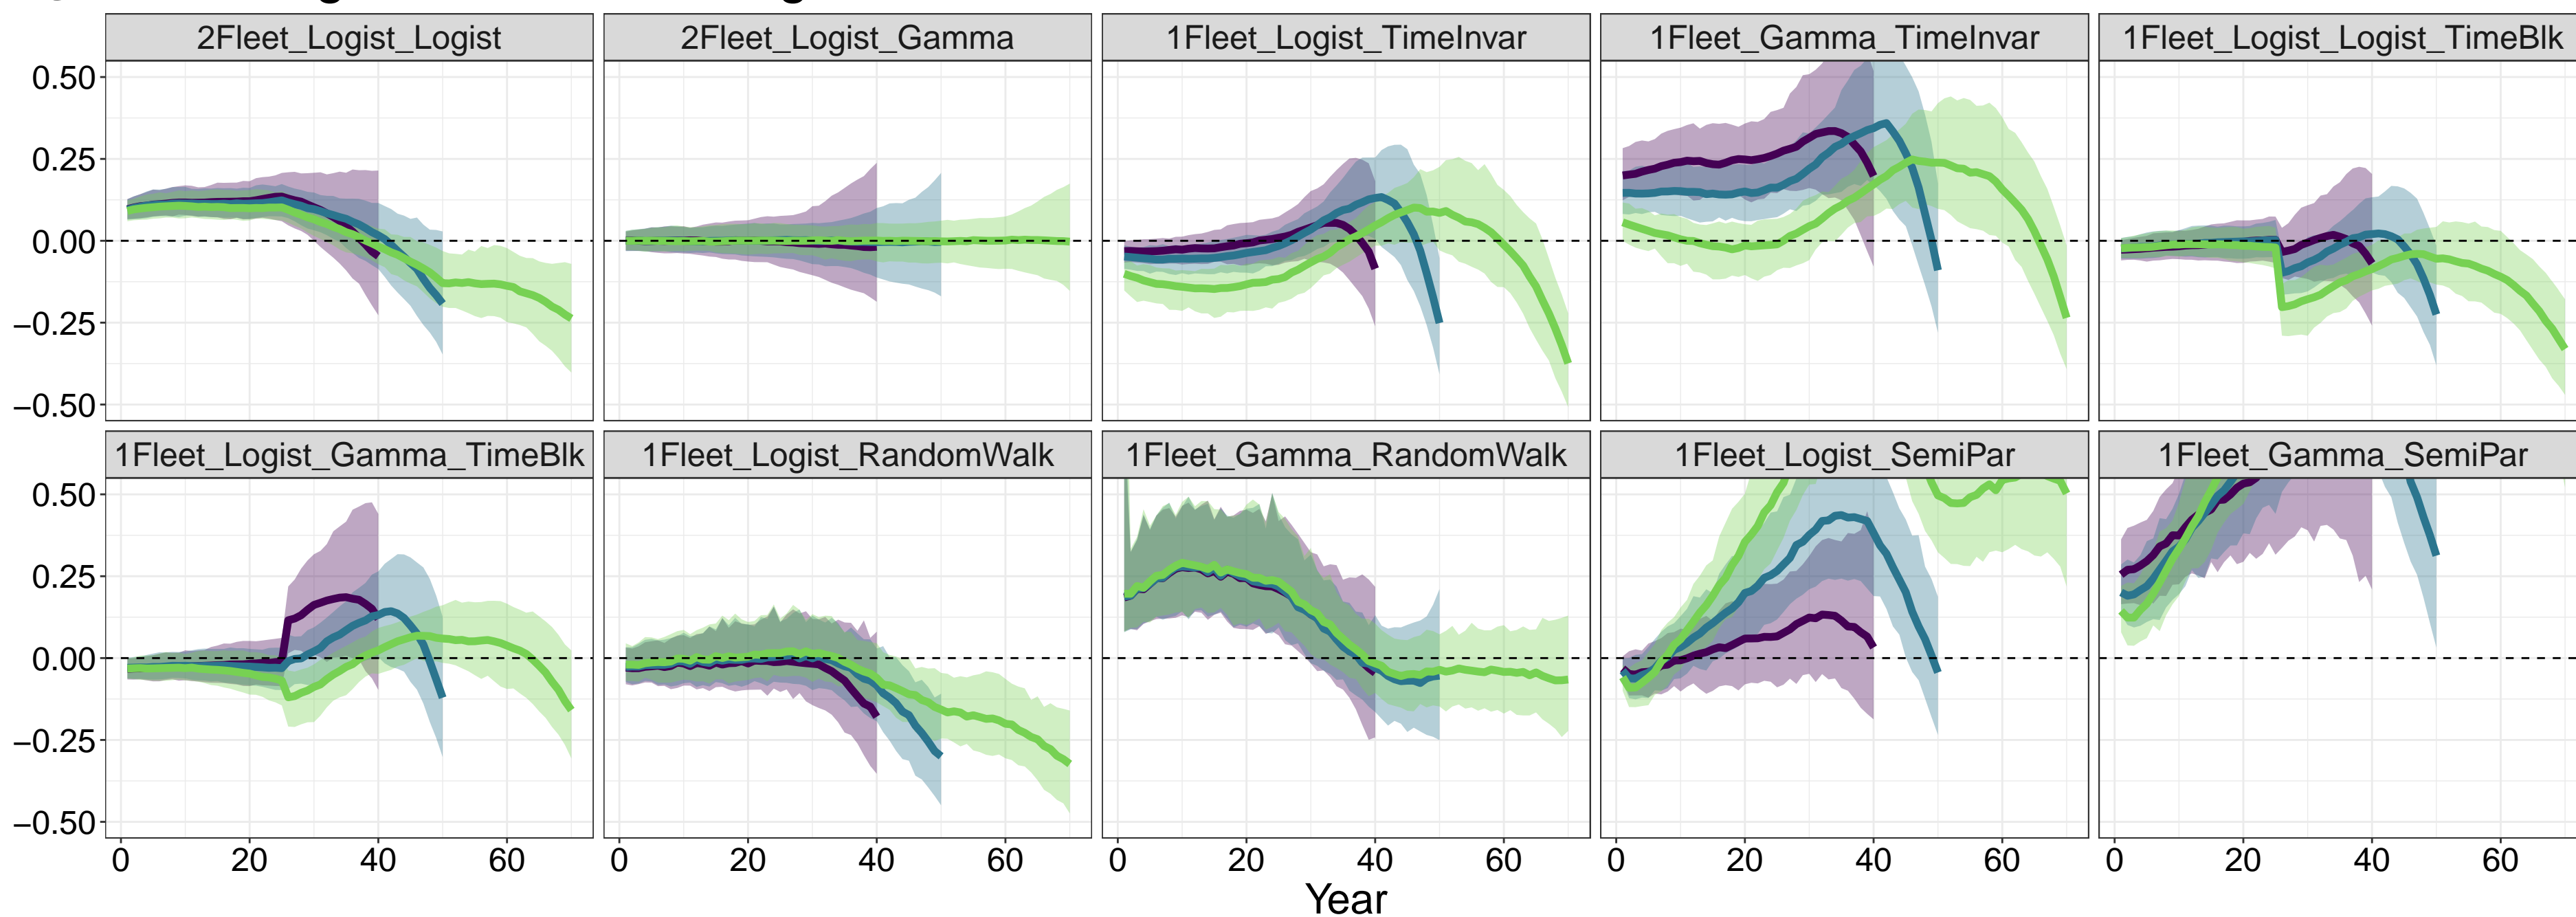 2Fleet_Logist_Logist 2Fleet_Logist_Gamma 1Fleet_Logist_TimeInvar 1Fleet_Gamma_TimeInvar 1Fleet_Logist_Logist_TimeBlk
0.50
0.25
0.00
−0.25
−0.50
1Fleet_Logist_Gamma_TimeBlk 1Fleet_Logist_RandomWalk 1Fleet_Gamma_RandomWalk 1Fleet_Logist_SemiPar 1Fleet_Gamma_SemiPar
0.50
0.25
0.00
−0.25
−0.50
0 20 40 60 0 20 40 60 0 20 40 60 0 20 40 60 0 20 40 60
Year